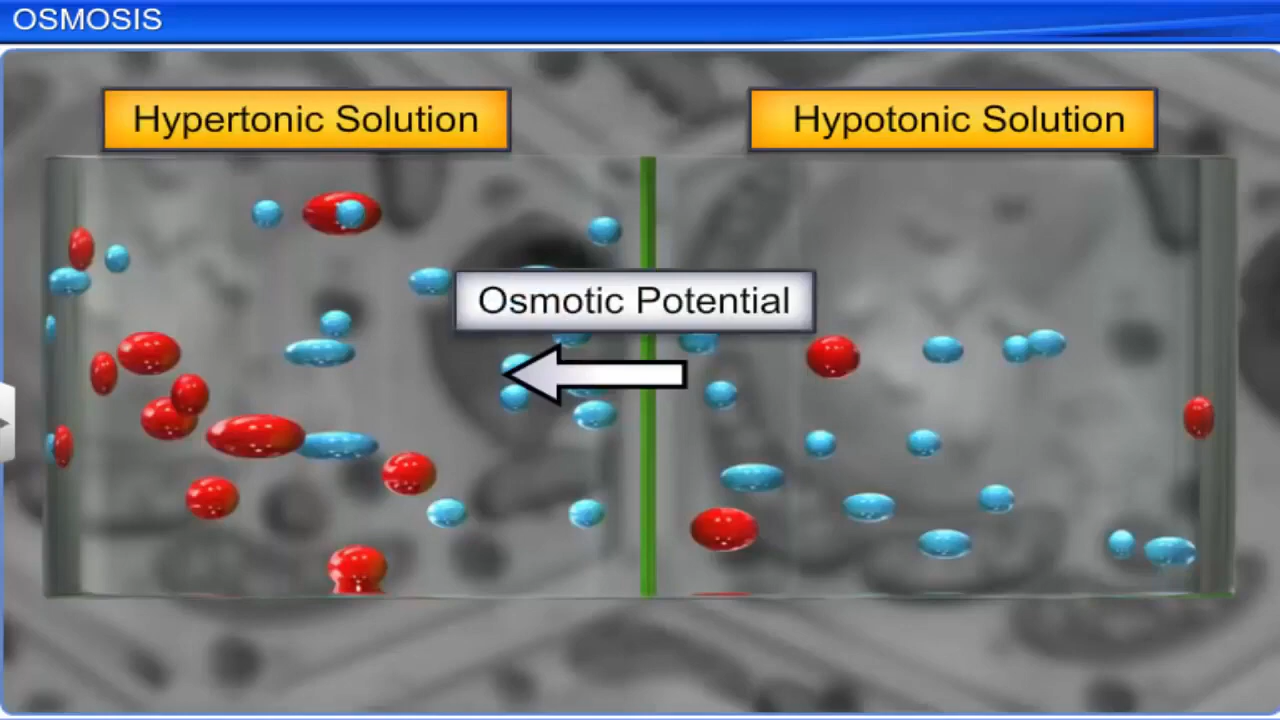 OSMOSIS
Hypertonic Solution
Hypotonic Solution
Osmotic Potential